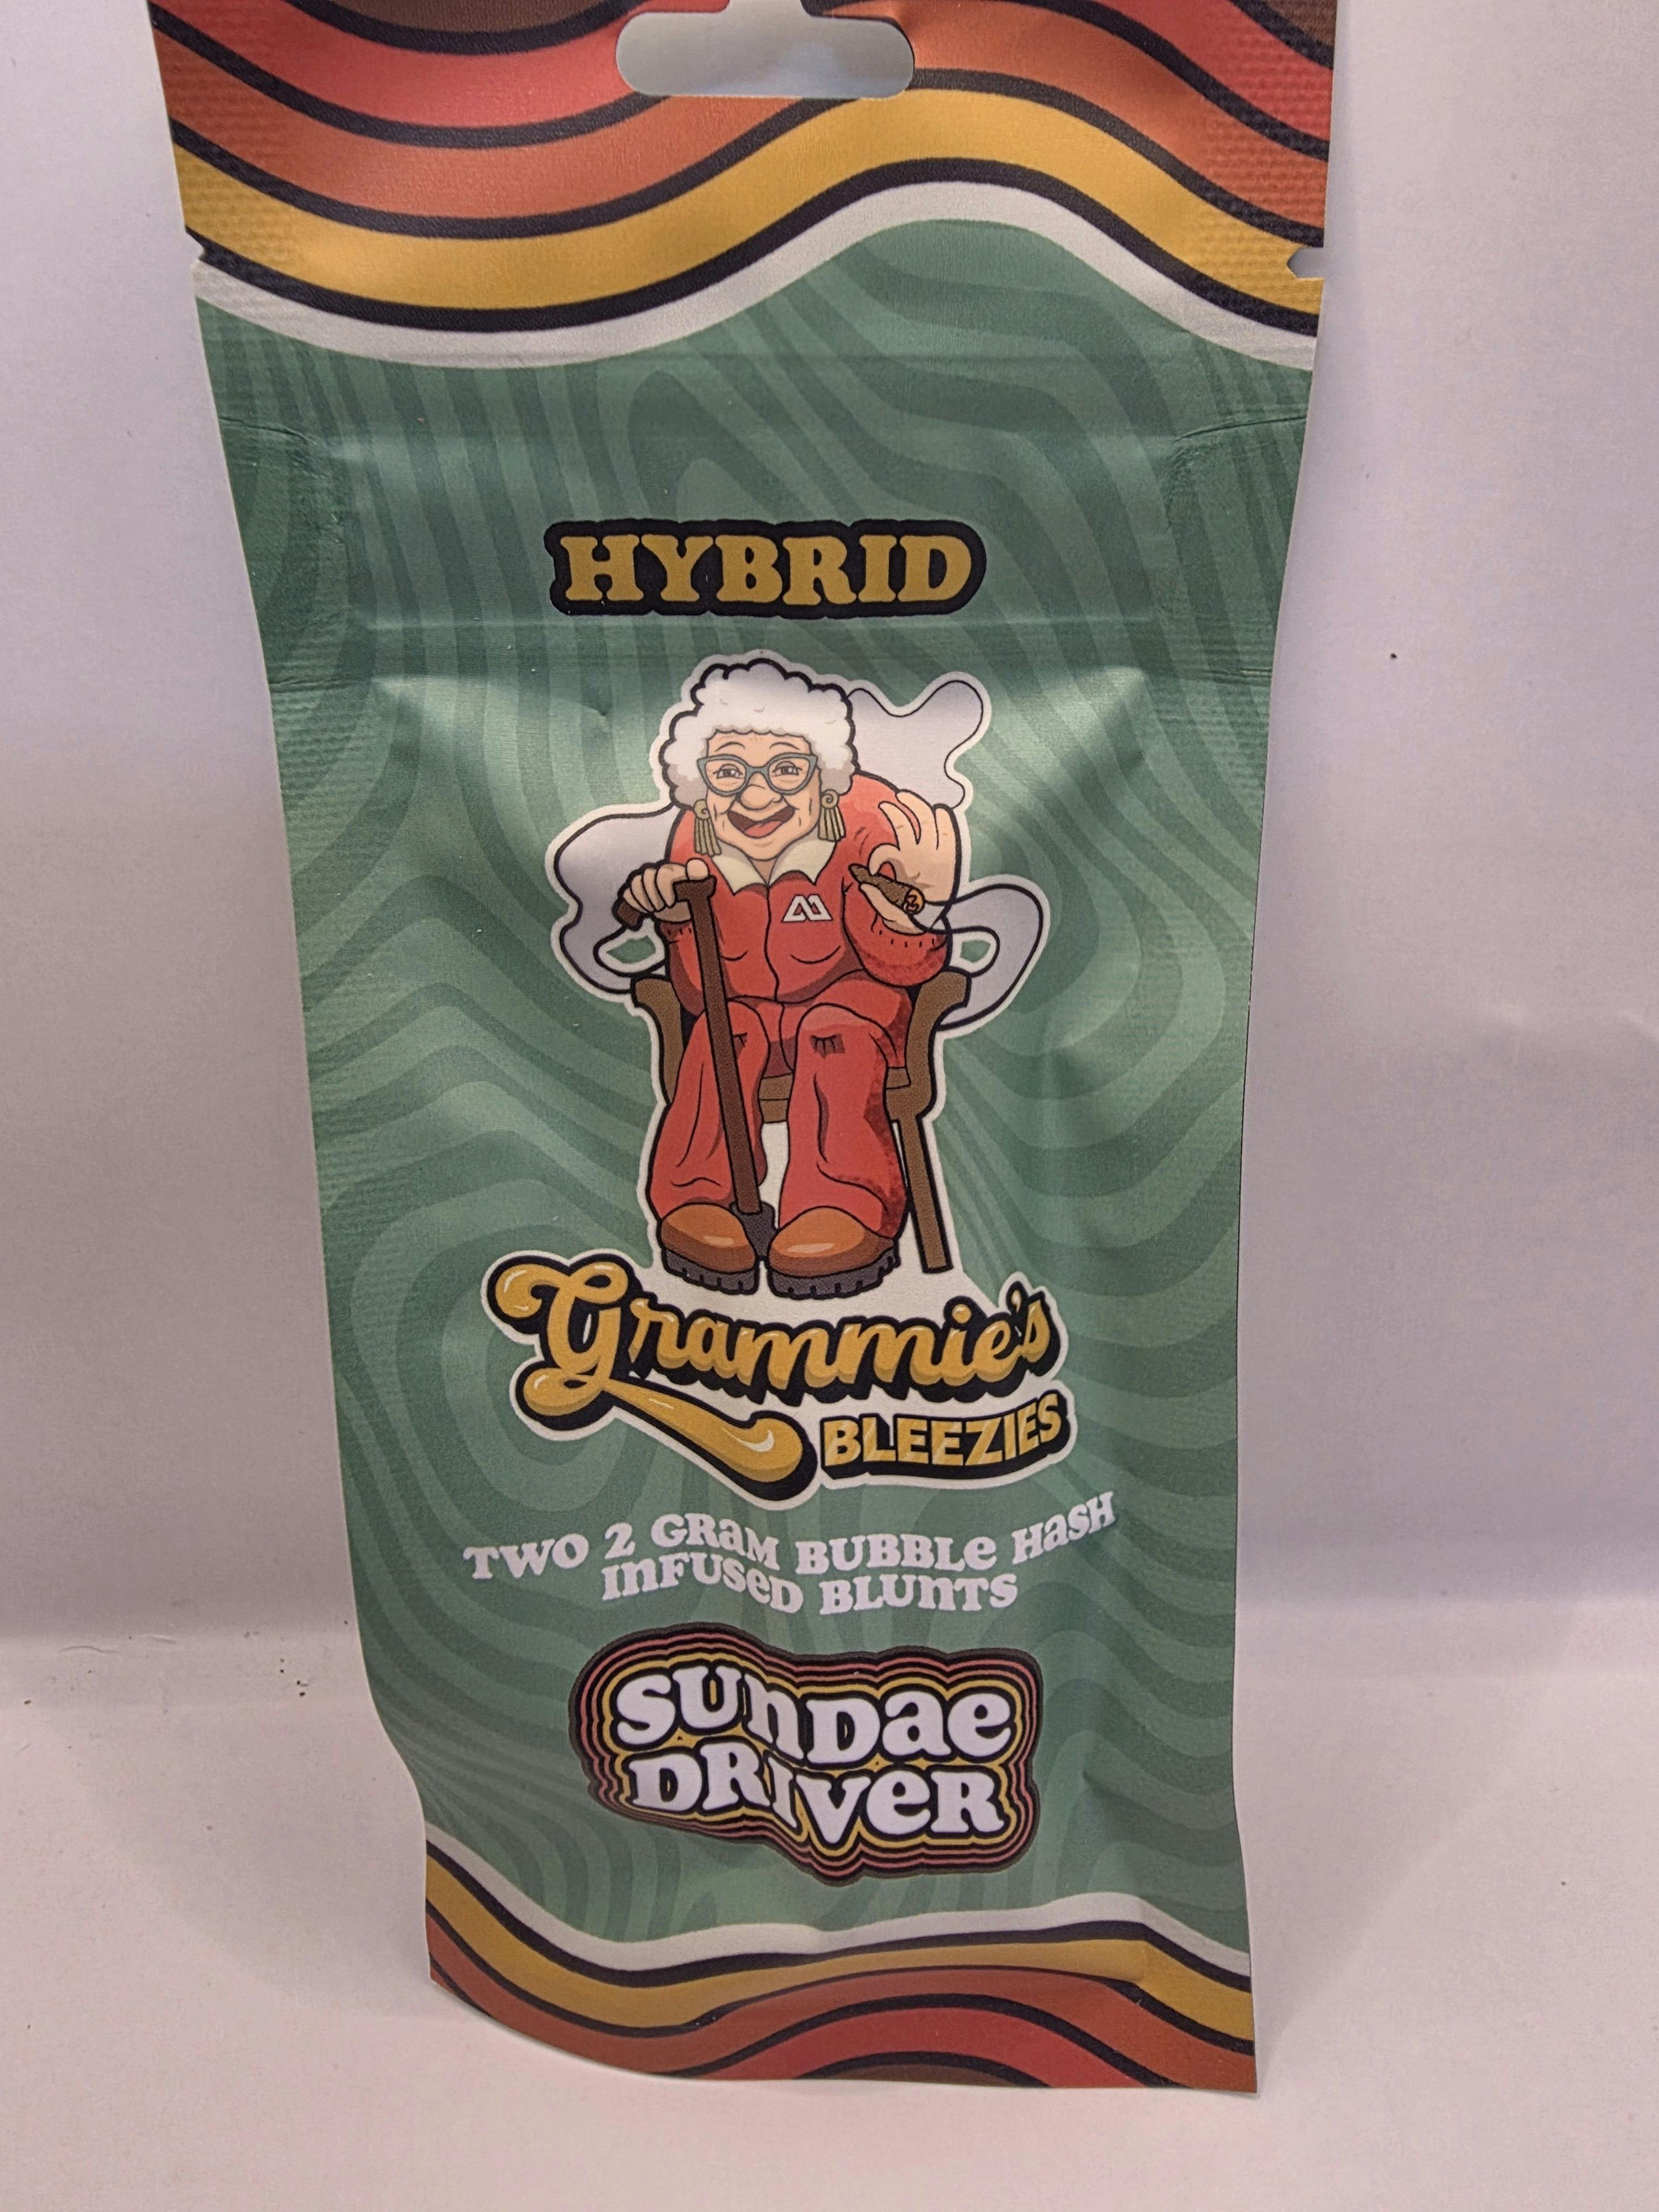 HYBRID
Grammie's
BLEEZIES
TWO 2 GRaM BUBBLe HaSH
InFUSeD BLUnTS
SUnDae
DRIVeR